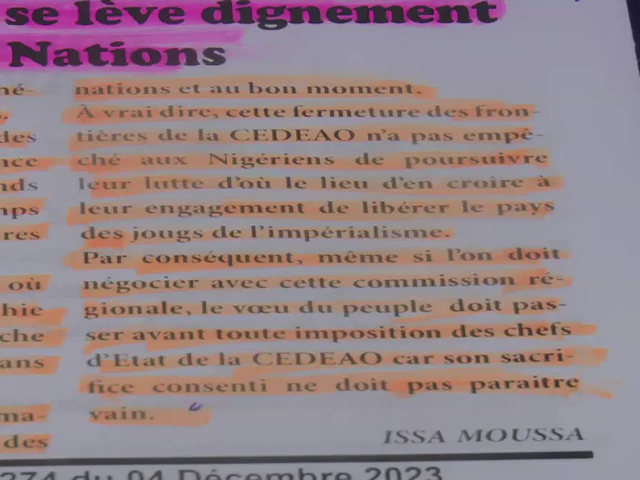 se lève dignement
Nations
nations et au bon moment.
À vrai dire, cette fermeture des fron-
tières de la CEDEAO n'a pas empê-
ché aux Nigériens de poursuivre
leur lutte d'où le lieu d'en croire à
leur engagement de libérer le pays
des jougs de l'impérialisme.
Par conséquent, même si l'on doit
négocier avec cette commission ré-
gionale, le vœu du peuple doit pas-
ser avant toute imposition des chefs
d'Etat de la CEDEAO car son sacri-
fice consenti ne doit pas paraitre
vain.
ISSA MOUSSA
274 du 04 Décembre 2023